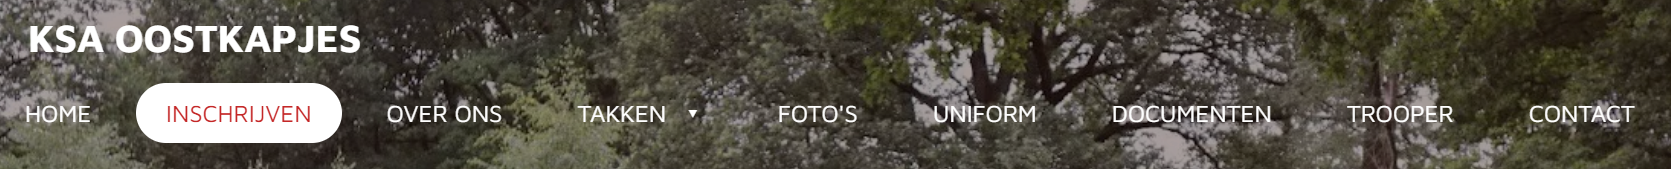 KSA OOSTKAPJES
HOME INSCHRIJVEN OVER ONS TAKKEN ▼ FOTO'S UNIFORM DOCUMENTEN TROOPER CONTACT